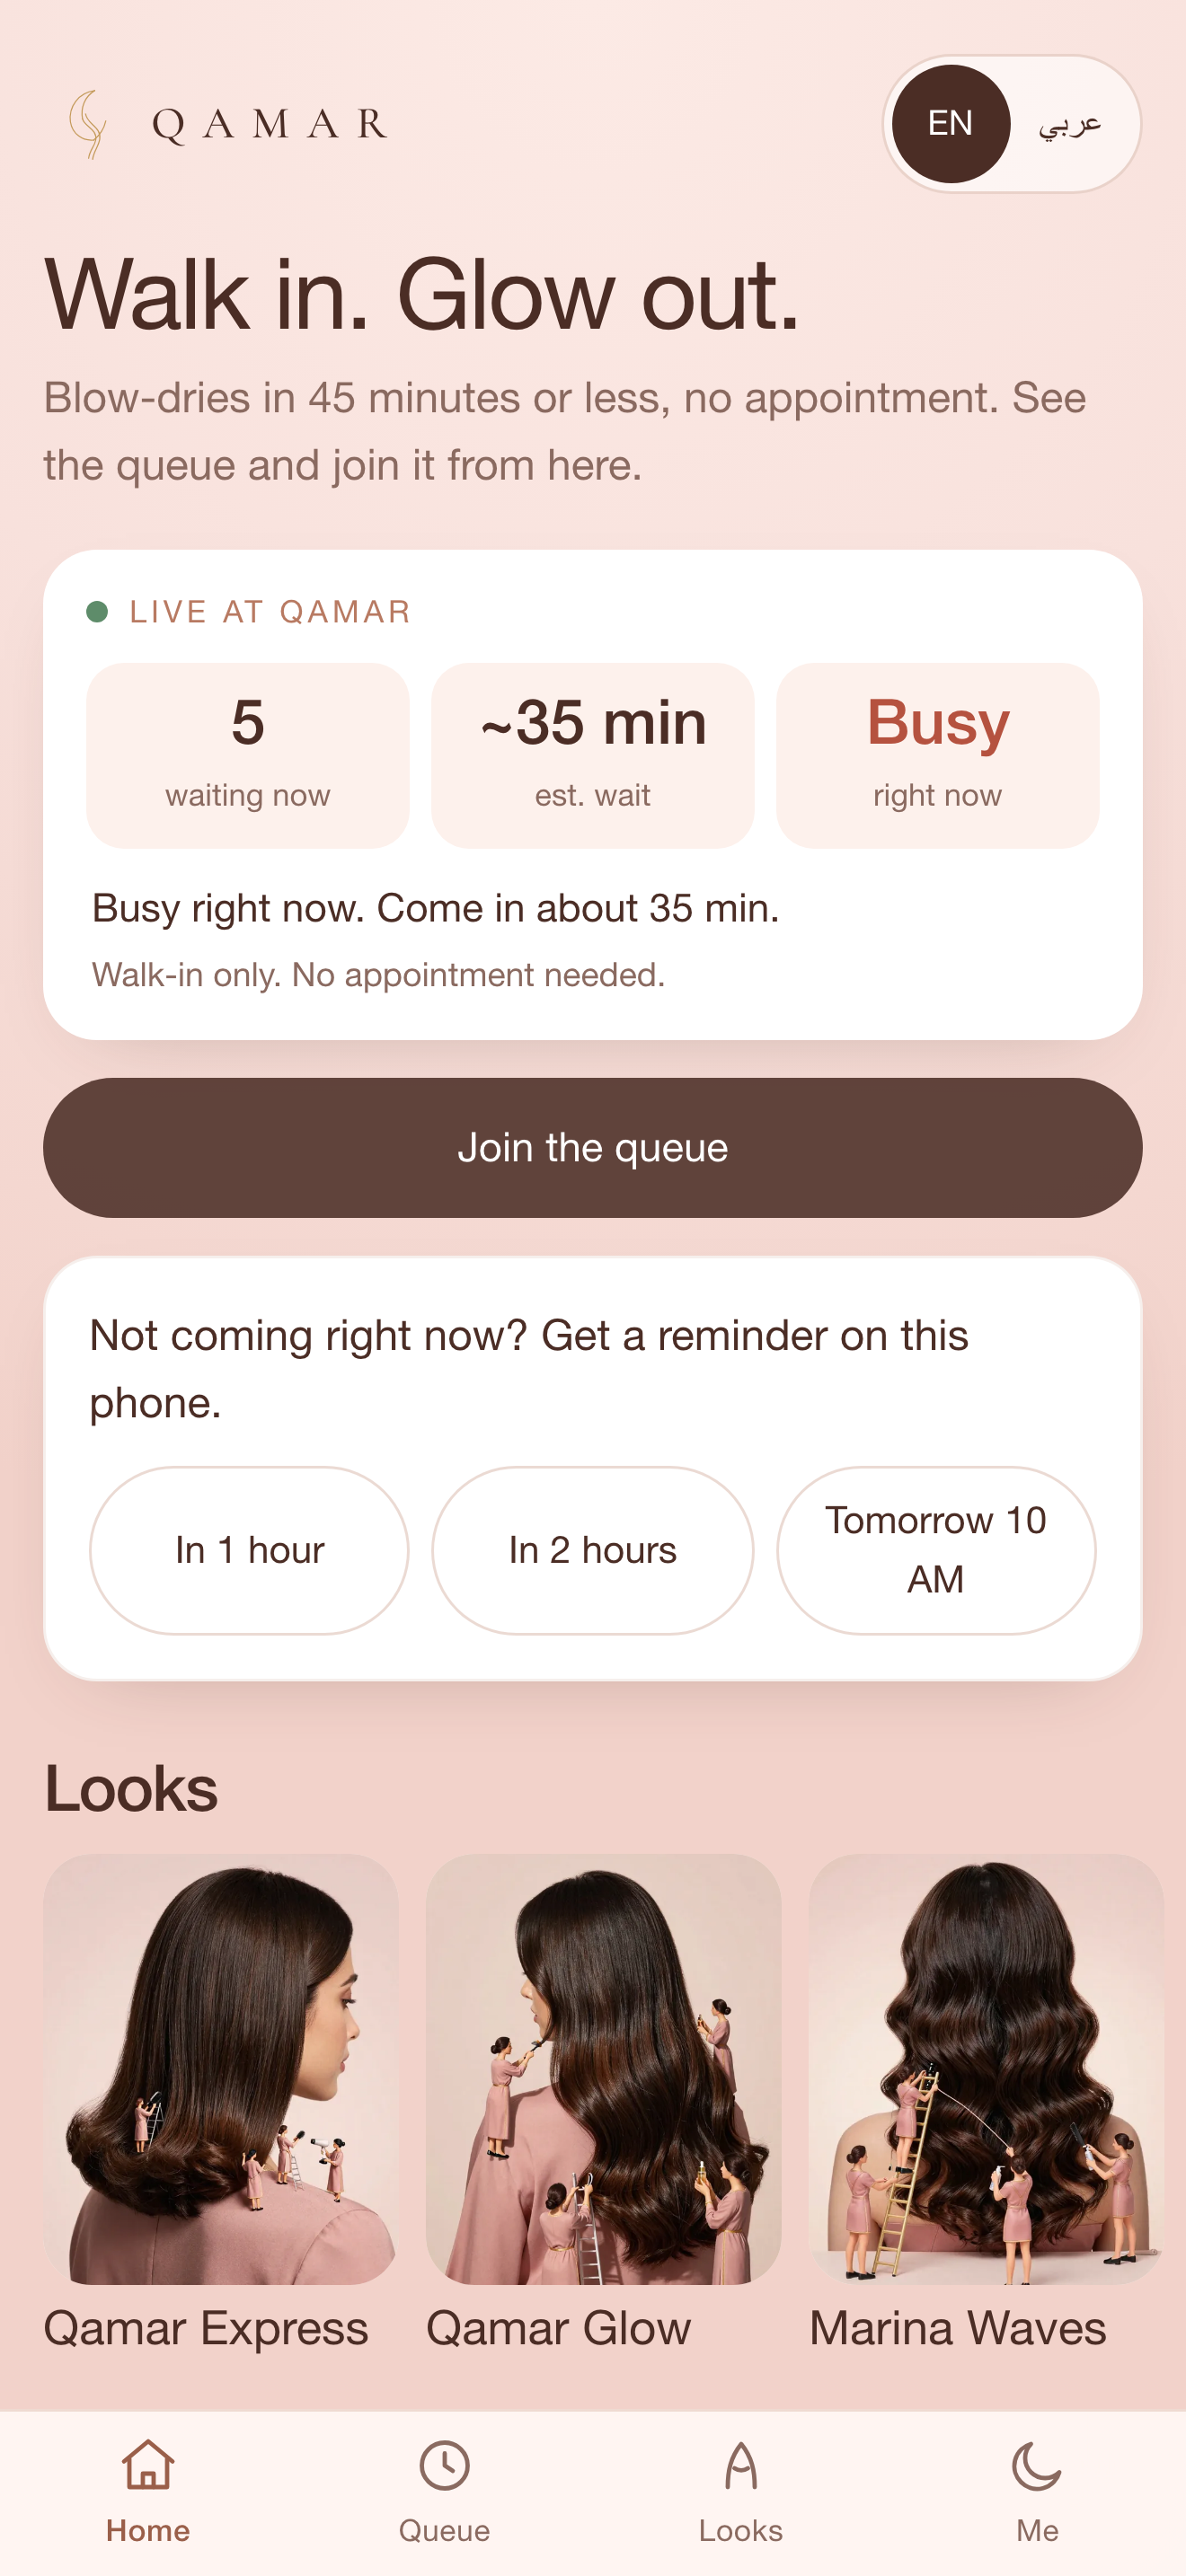 QAMAR
EN
عربي
Walk in. Glow out.
Blow-dries in 45 minutes or less, no appointment. See
the queue and join it from here.
LIVE AT QAMAR
5
waiting now
~35 min
est. wait
Busy
right now
Busy right now. Come in about 35 min.
Walk-in only. No appointment needed.
Join the queue
Not coming right now? Get a reminder on this
phone.
In 1 hour
In 2 hours
Tomorrow 10
AM
Looks
Qamar Express
Qamar Glow
Marina Waves
Home
Queue
Looks
Me